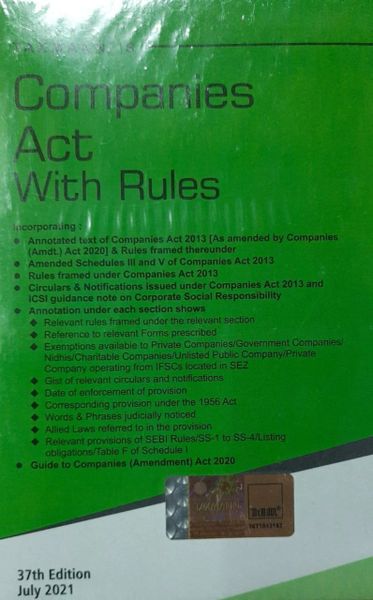 TAXMANN'S
Companies
Act
With Rules
Incorporating :
● Annotated text of Companies Act 2013 [As amended by Companies
(Amdt.) Act 2020] & Rules framed thereunder
● Amended Schedules III and V of Companies Act 2013
● Rules framed under Companies Act 2013
● Circulars & Notifications issued under Companies Act 2013 and
ICSI guidance note on Corporate Social Responsibility
● Annotation under each section shows
◆ Relevant rules framed under the relevant section
◆ Reference to relevant Forms prescribed
◆ Exemptions available to Private Companies/Government Companies/
Nidhis/Charitable Companies/Unlisted Public Company/Private
Company operating from IFSCs located in SEZ
◆ Gist of relevant circulars and notifications
◆ Date of enforcement of provision
◆ Corresponding provision under the 1956 Act
◆ Words & Phrases judicially noticed
◆ Allied Laws referred to in the provision
◆ Relevant provisions of SEBI Rules/SS-1 to SS-4/Listing
obligations/Table F of Schedule I
● Guide to Companies (Amendment) Act 2020
37th Edition
July 2021